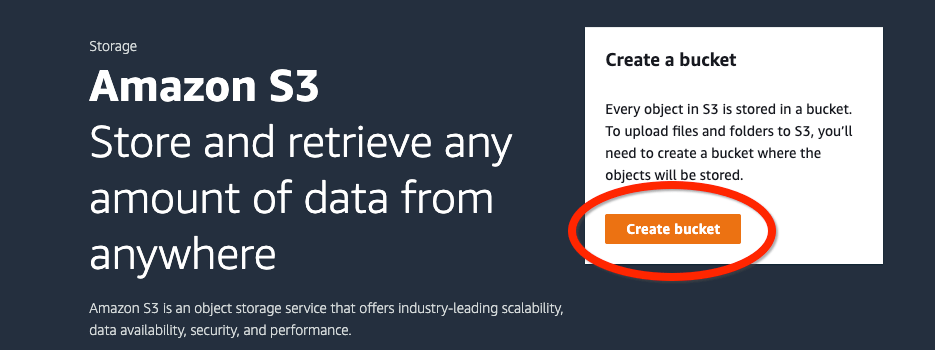 Storage
Amazon S3
Store and retrieve any
amount of data from
anywhere
Amazon S3 is an object storage service that offers industry-leading scalability,
data availability, security, and performance.
Create a bucket
Every object in S3 is stored in a bucket.
To upload files and folders to S3, you'll
need to create a bucket where the
objects will be stored.
Create bucket